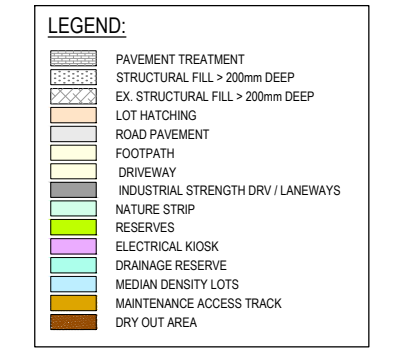 LEGEND:
PAVEMENT TREATMENT
STRUCTURAL FILL > 200mm DEEP
EX. STRUCTURAL FILL > 200mm DEEP
LOT HATCHING
ROAD PAVEMENT
FOOTPATH
DRIVEWAY
INDUSTRIAL STRENGTH DRV / LANEWAYS
NATURE STRIP
RESERVES
ELECTRICAL KIOSK
DRAINAGE RESERVE
MEDIAN DENSITY LOTS
MAINTENANCE ACCESS TRACK
DRY OUT AREA